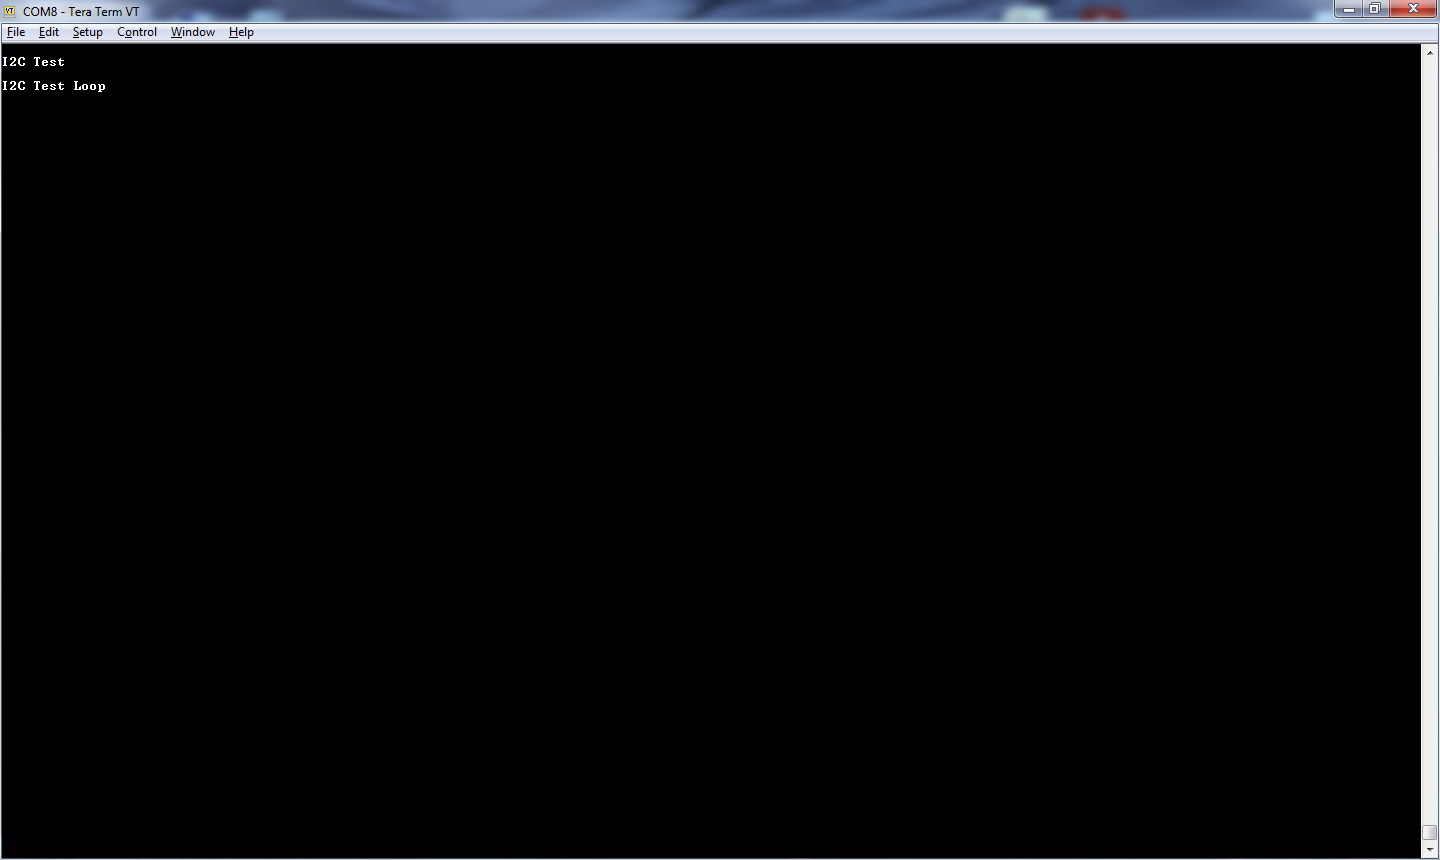 COM8 - Tera Term VT
File Edit Setup Control Window Help
I2C Test
I2C Test Loop